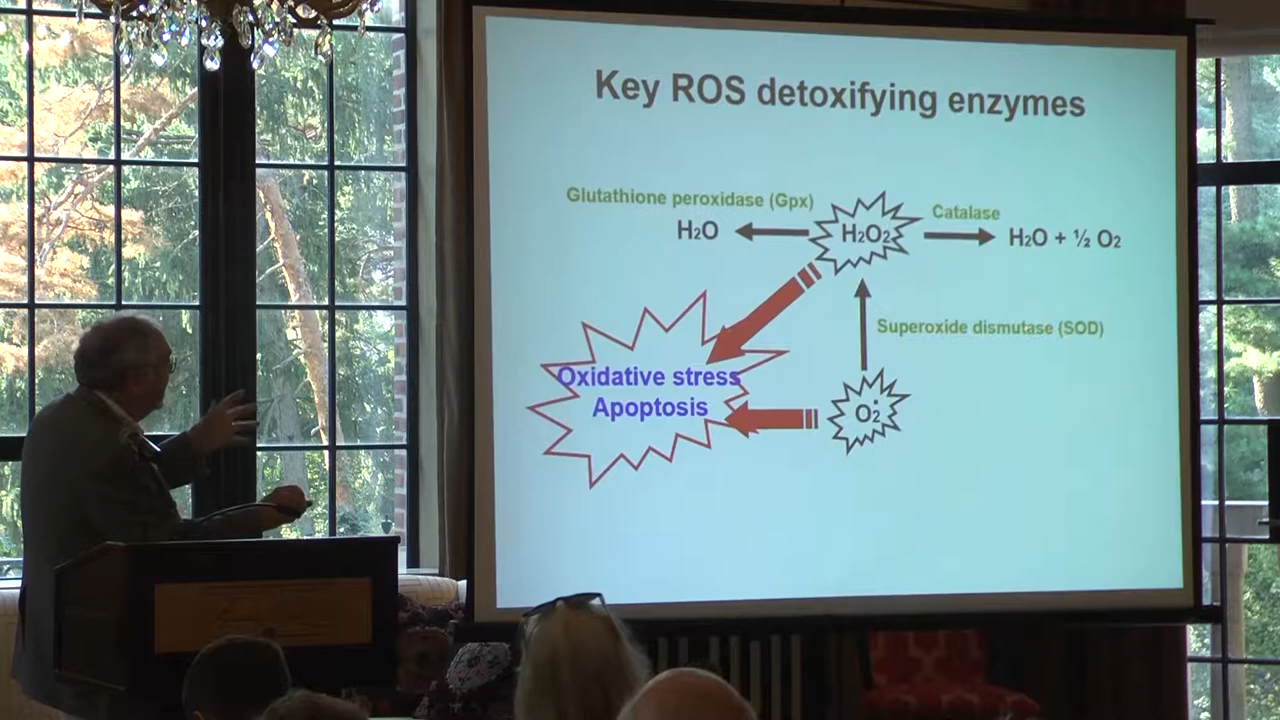 Key ROS detoxifying enzymes
Glutathione peroxidase (Gpx)
Catalase
H₂O
H₂O₂
H₂O + ½ O₂
Superoxide dismutase (SOD)
Oxidative stress
Apoptosis
O₂•